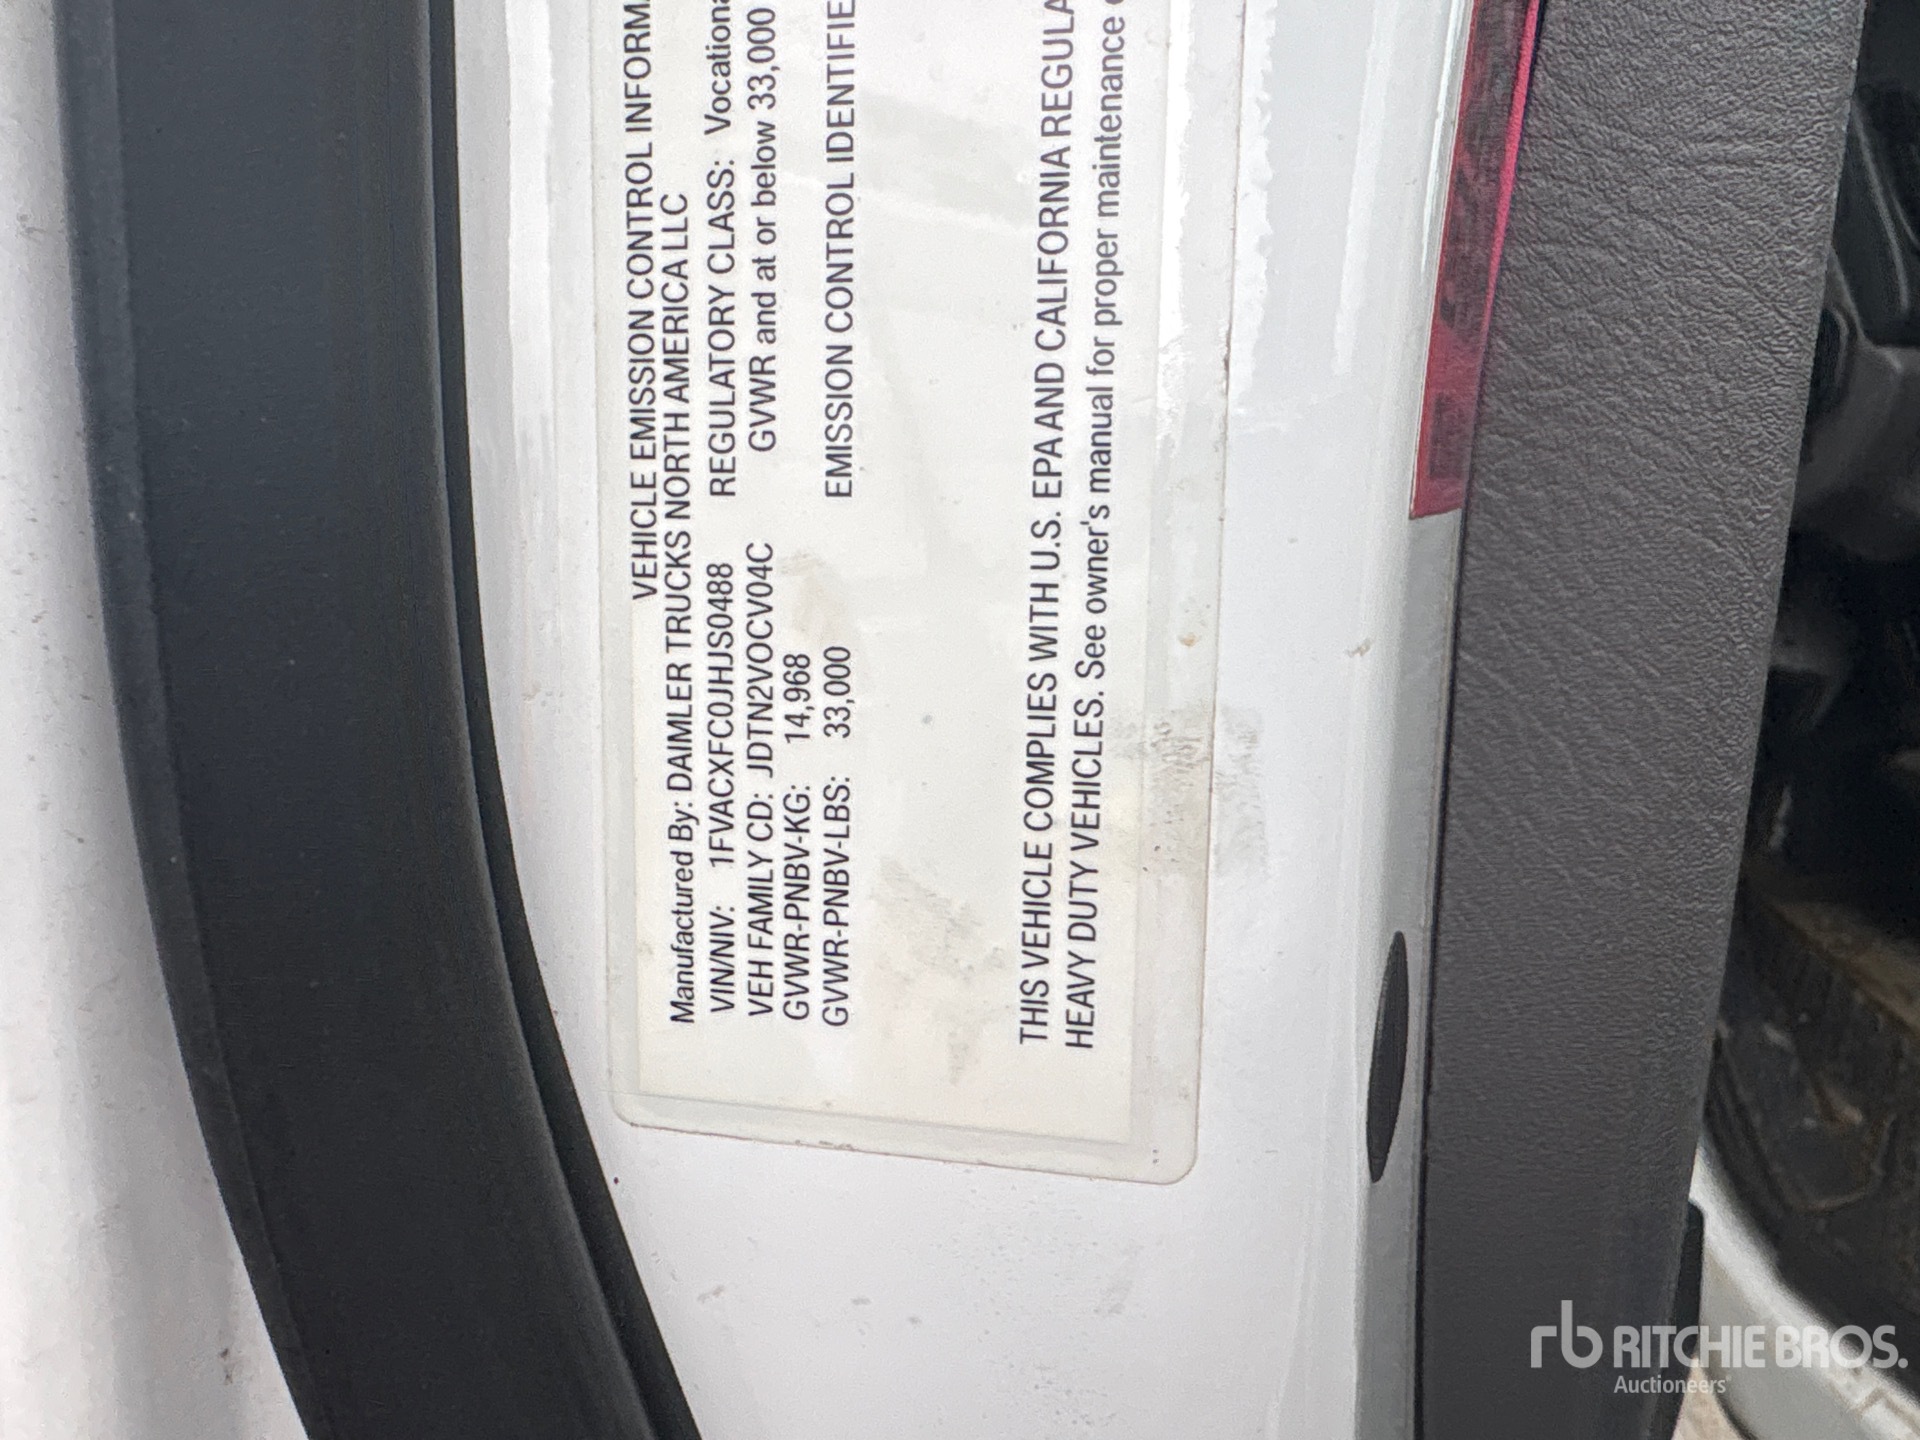 VEHICLE EMISSION CONTROL INFORM
Manufactured By: DAIMLER TRUCKS NORTH AMERICA LLC
VIN/NIV: 1FVACXFC0JHJS0488 REGULATORY CLASS: Vocationa
VEH FAMILY CD: JDTN2VOCV04C GVWR and at or below 33,000
GVWR-PNBV-KG: 14,968
GVWR-PNBV-LBS: 33,000 EMISSION CONTROL IDENTIFIE
THIS VEHICLE COMPLIES WITH U.S. EPA AND CALIFORNIA REGULA
HEAVY DUTY VEHICLES. See owner's manual for proper maintenance
rb RITCHIE BROS.
Auctioneers